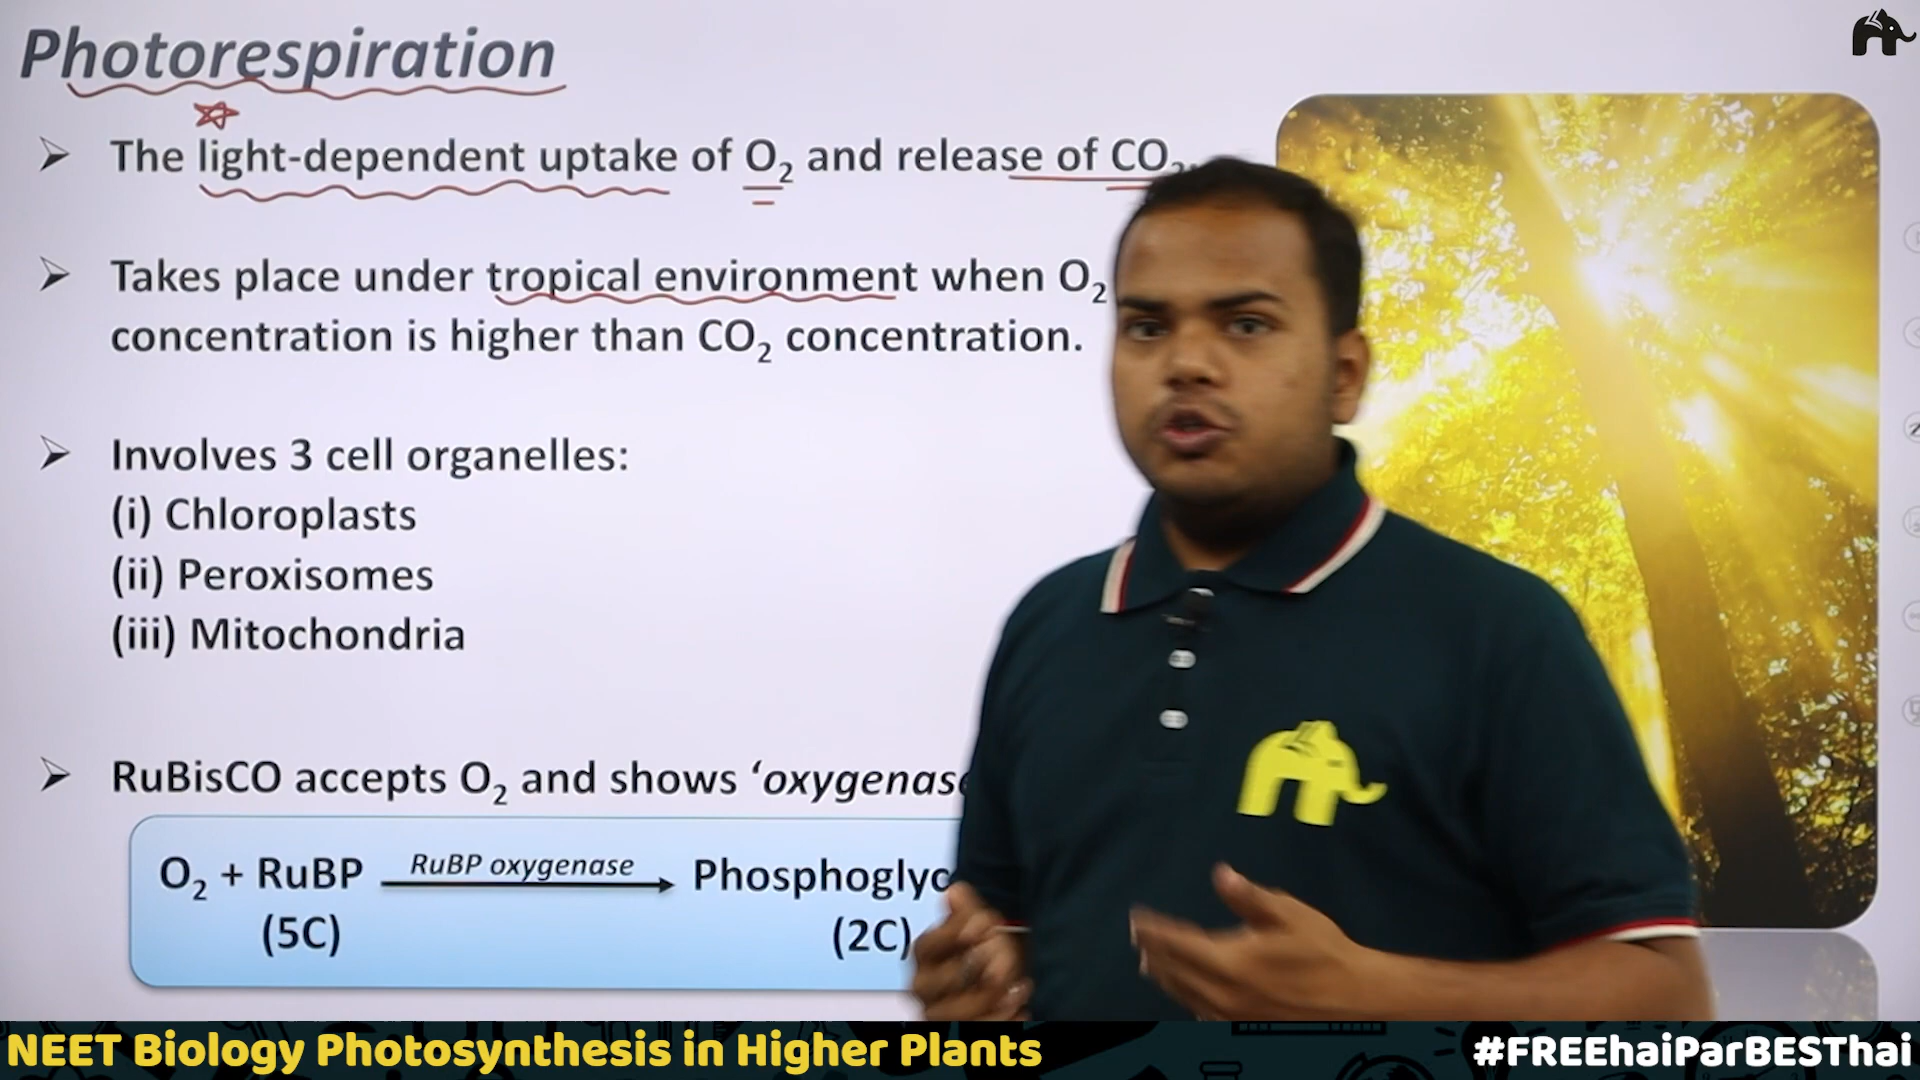 Photorespiration
➢ The light-dependent uptake of O₂ and release of CO₂.
➢ Takes place under tropical environment when O₂
concentration is higher than CO₂ concentration.
➢ Involves 3 cell organelles:
(i) Chloroplasts
(ii) Peroxisomes
(iii) Mitochondria
➢ RuBisCO accepts O₂ and shows ‘oxygenas
O₂ + RuBP RuBP oxygenase Phosphoglyc
(5C) (2C)
NEET Biology Photosynthesis in Higher Plants
#FREEhaiParBESThai